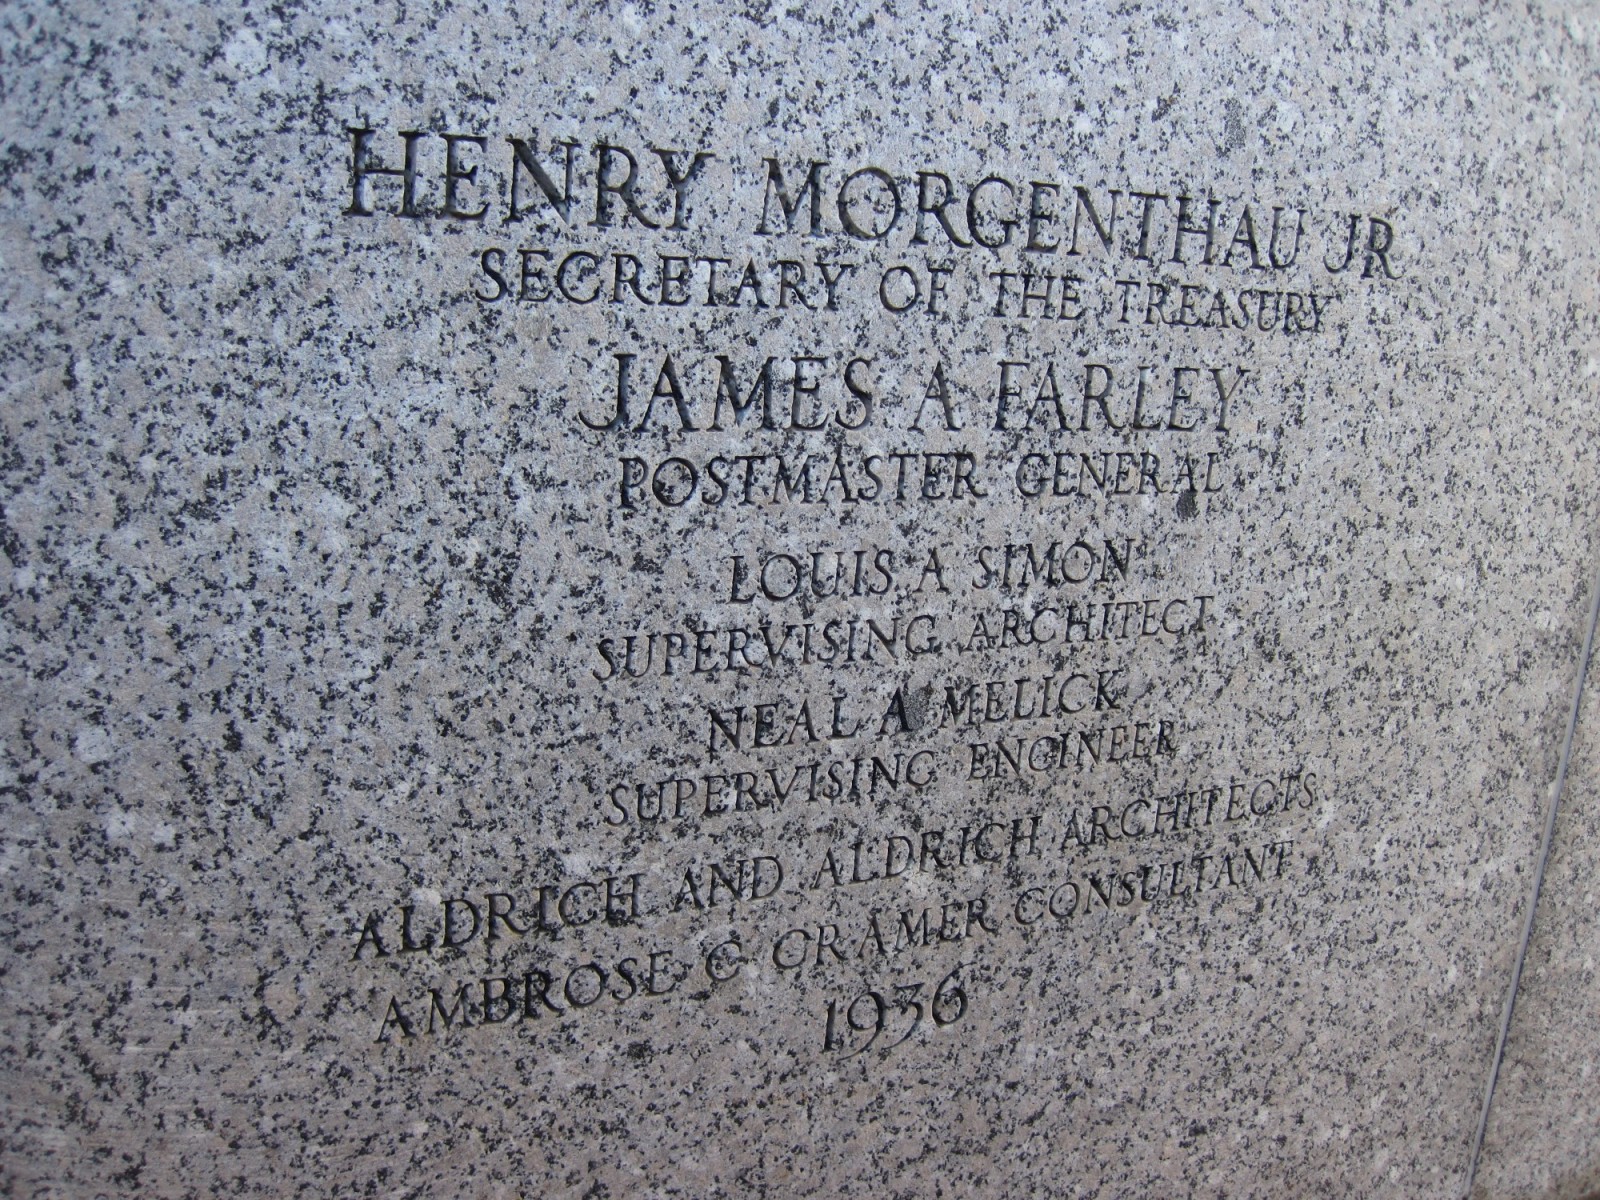 HENRY MORGENTHAU JR
SECRETARY OF THE TREASURY
JAMES A FARLEY
POSTMASTER GENERAL
LOUIS A SIMON
SUPERVISING ARCHITECT
NEAL A MELICK
SUPERVISING ENGINEER
ALDRICH AND ALDRICH ARCHITECTS
AMBROSE C CRAMER CONSULTANT
1936